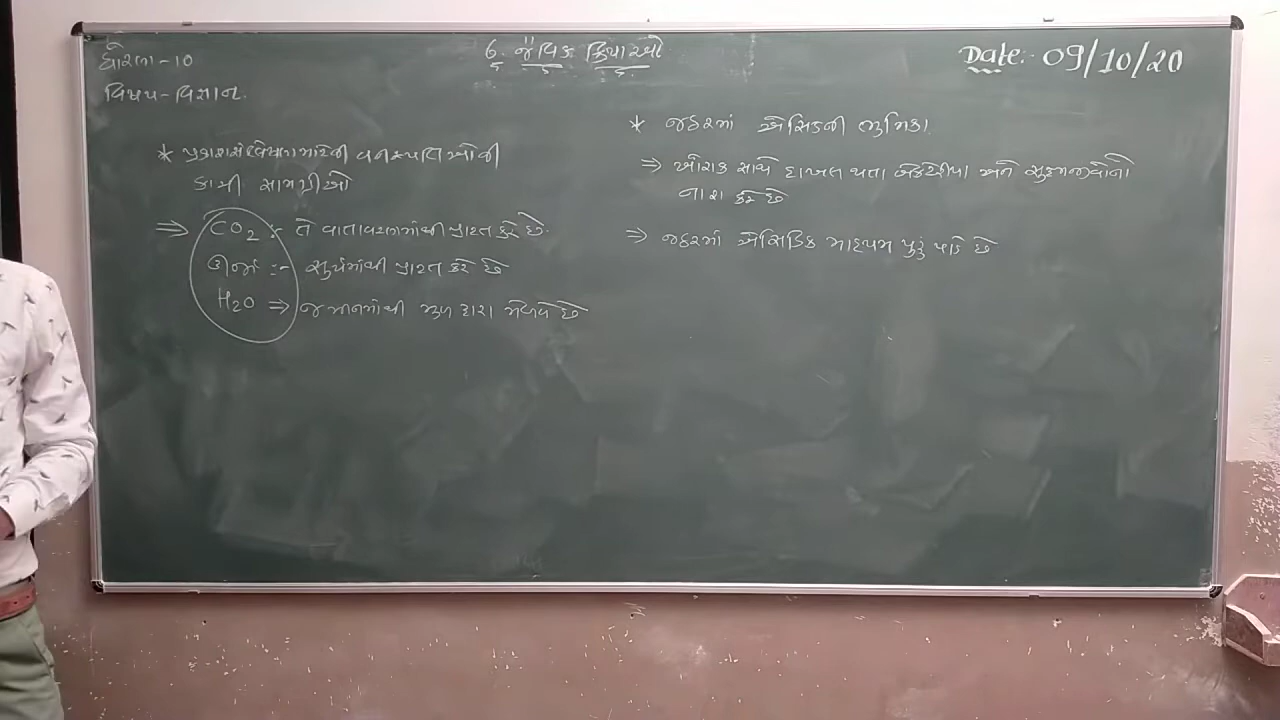 ધોરણ-10
વિષય-વિજ્ઞાન.
6. જૈવિક ક્રિયાઓ
Date:- 09/10/20
* પ્રકાશસંશ્લેષણ માટેની વનસ્પતિઓની
કાચી સામગ્રીઓ
⇒ CO2 :- તે વાતાવરણમાંથી પ્રાપ્ત કરે છે.
ઊર્જા :- સુર્યમાંથી પ્રાપ્ત કરે છે
H2O ⇒ જમીનમાંથી મુળ દ્વારા મેળવે છે
* જઠરમાં એસિડની ભુમિકા.
⇒ ખોરાક સાથે દાખલ થતા બેક્ટેરીયા અને સુક્ષ્મજીવોનો
નાશ કરે છે
⇒ જઠરમાં એસિડિક માધ્યમ પુરું પાડે છે